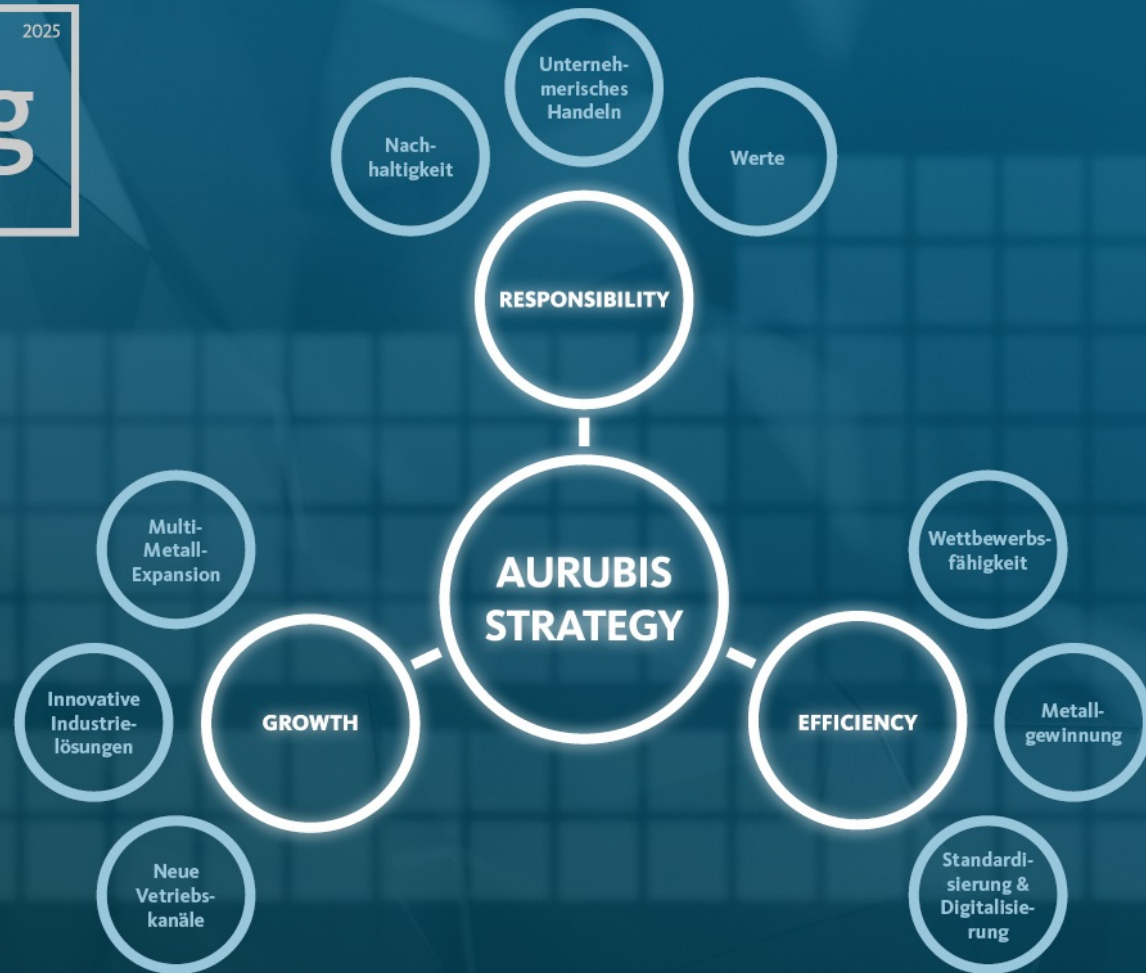 2025
g
Unterneh-
merisches
Handeln
Nach-
haltigkeit
Werte
RESPONSIBILITY
Multi-
Metall-
Expansion
Wettbewerbs-
fähigkeit
AURUBIS
STRATEGY
Innovative
Industrie-
lösungen
GROWTH
EFFICIENCY
Metall-
gewinnung
Neue
Vetriebs-
kanäle
Standardi-
sierung &
Digitalisie-
rung